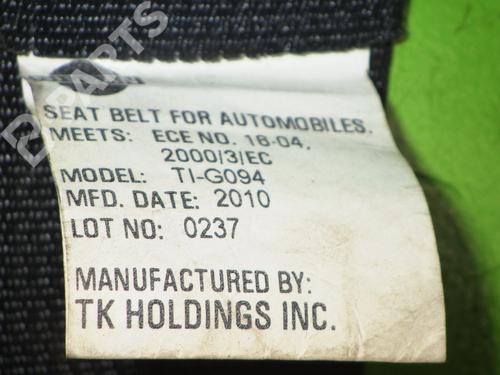 SEAT BELT FOR AUTOMOBILES.
MEETS: ECE NO. 16-04,
2000/3/EC
MODEL: TI-G094
MFD. DATE: 2010
LOT NO: 0237
MANUFACTURED BY:
TK HOLDINGS INC.